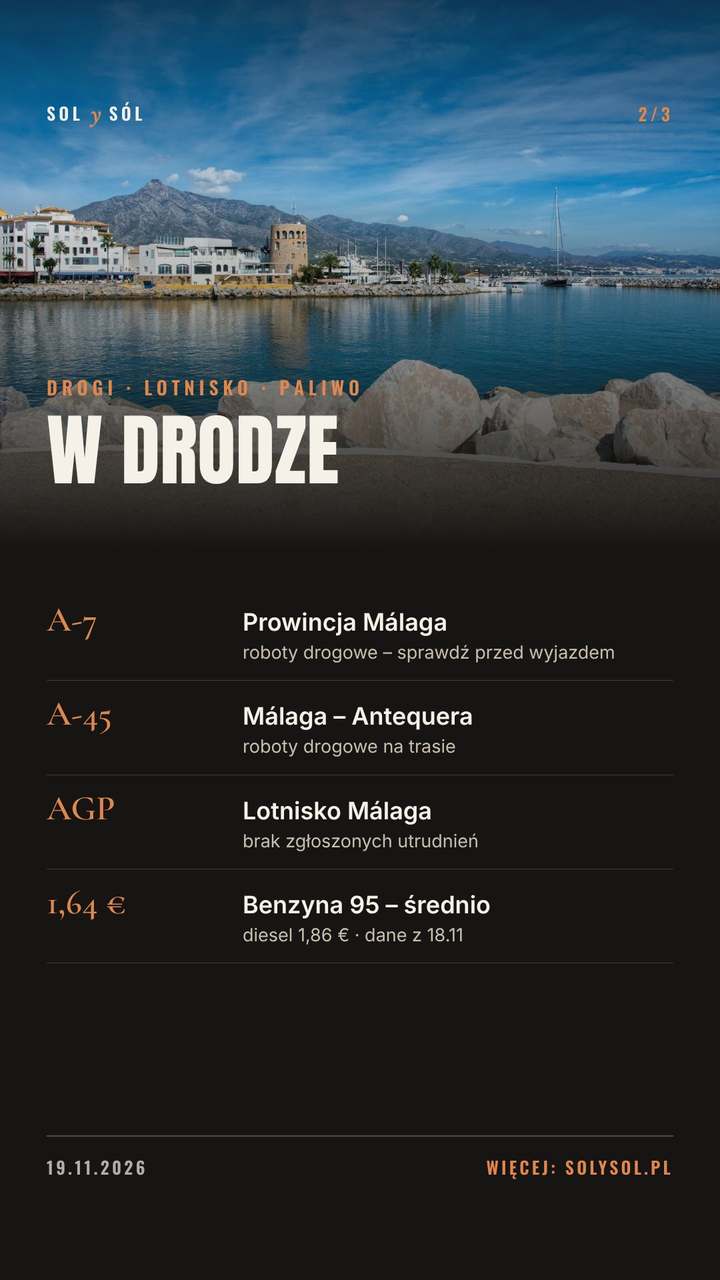 SOL y SÓL
2/3
DROGI · LOTNISKO · PALIWO
W DRODZE
A-7
Prowincja Málaga
roboty drogowe – sprawdź przed wyjazdem
A-45
Málaga – Antequera
roboty drogowe na trasie
AGP
Lotnisko Málaga
brak zgłoszonych utrudnień
1,64 €
Benzyna 95 – średnio
diesel 1,86 € · dane z 18.11
19.11.2026
WIĘCEJ: SOLYSOL.PL